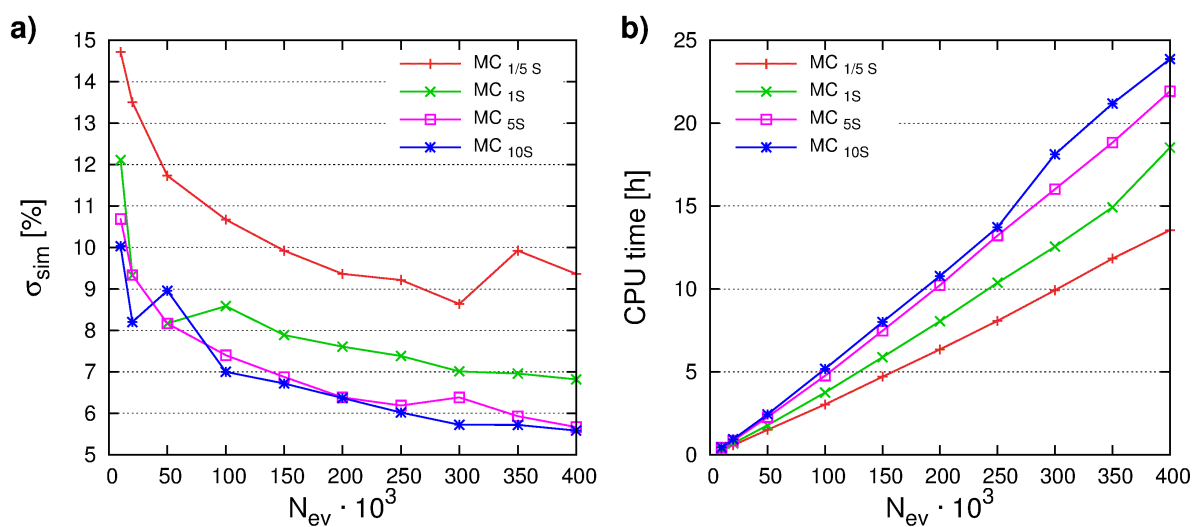 a)
15
14
13
12
11
10
9
8
7
6
5
σsim [%]
0 50 100 150 200 250 300 350 400
Nev · 10³
MC 1/5 S
MC 1S
MC 5S
MC 10S
b)
25
20
15
10
5
0
CPU time [h]
0 50 100 150 200 250 300 350 400
Nev · 10³
MC 1/5 S
MC 1S
MC 5S
MC 10S